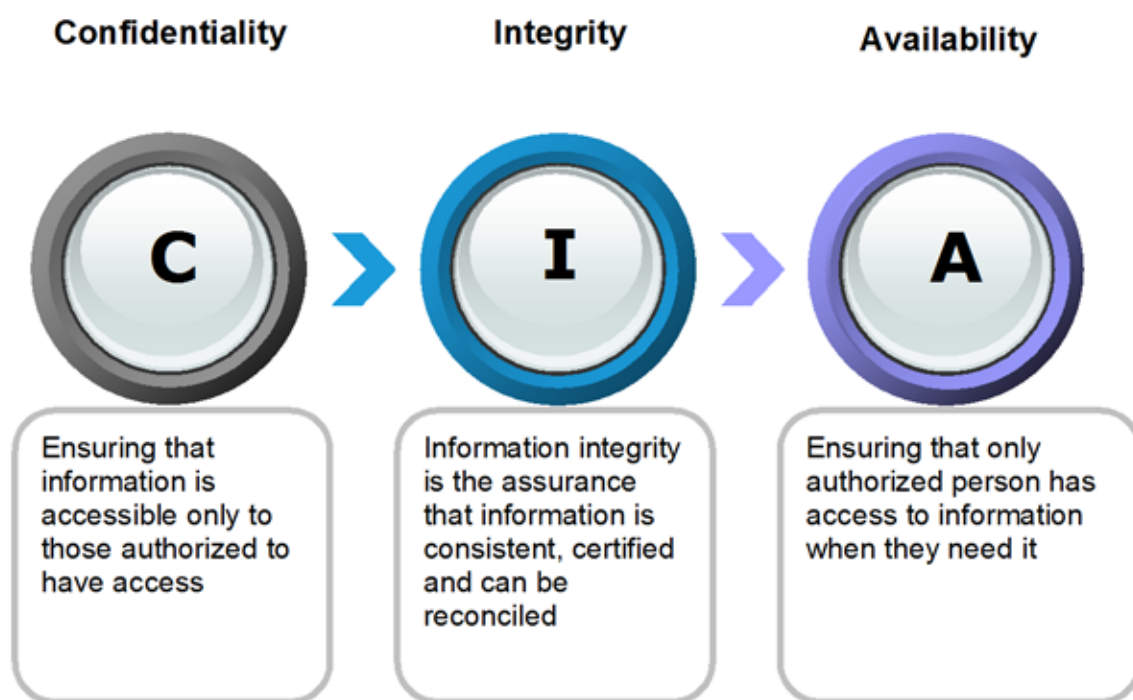 Confidentiality
Integrity
Availability
C
I
A
Ensuring that
information is
accessible only to
those authorized to
have access
Information integrity
is the assurance
that information is
consistent, certified
and can be
reconciled
Ensuring that only
authorized person has
access to information
when they need it